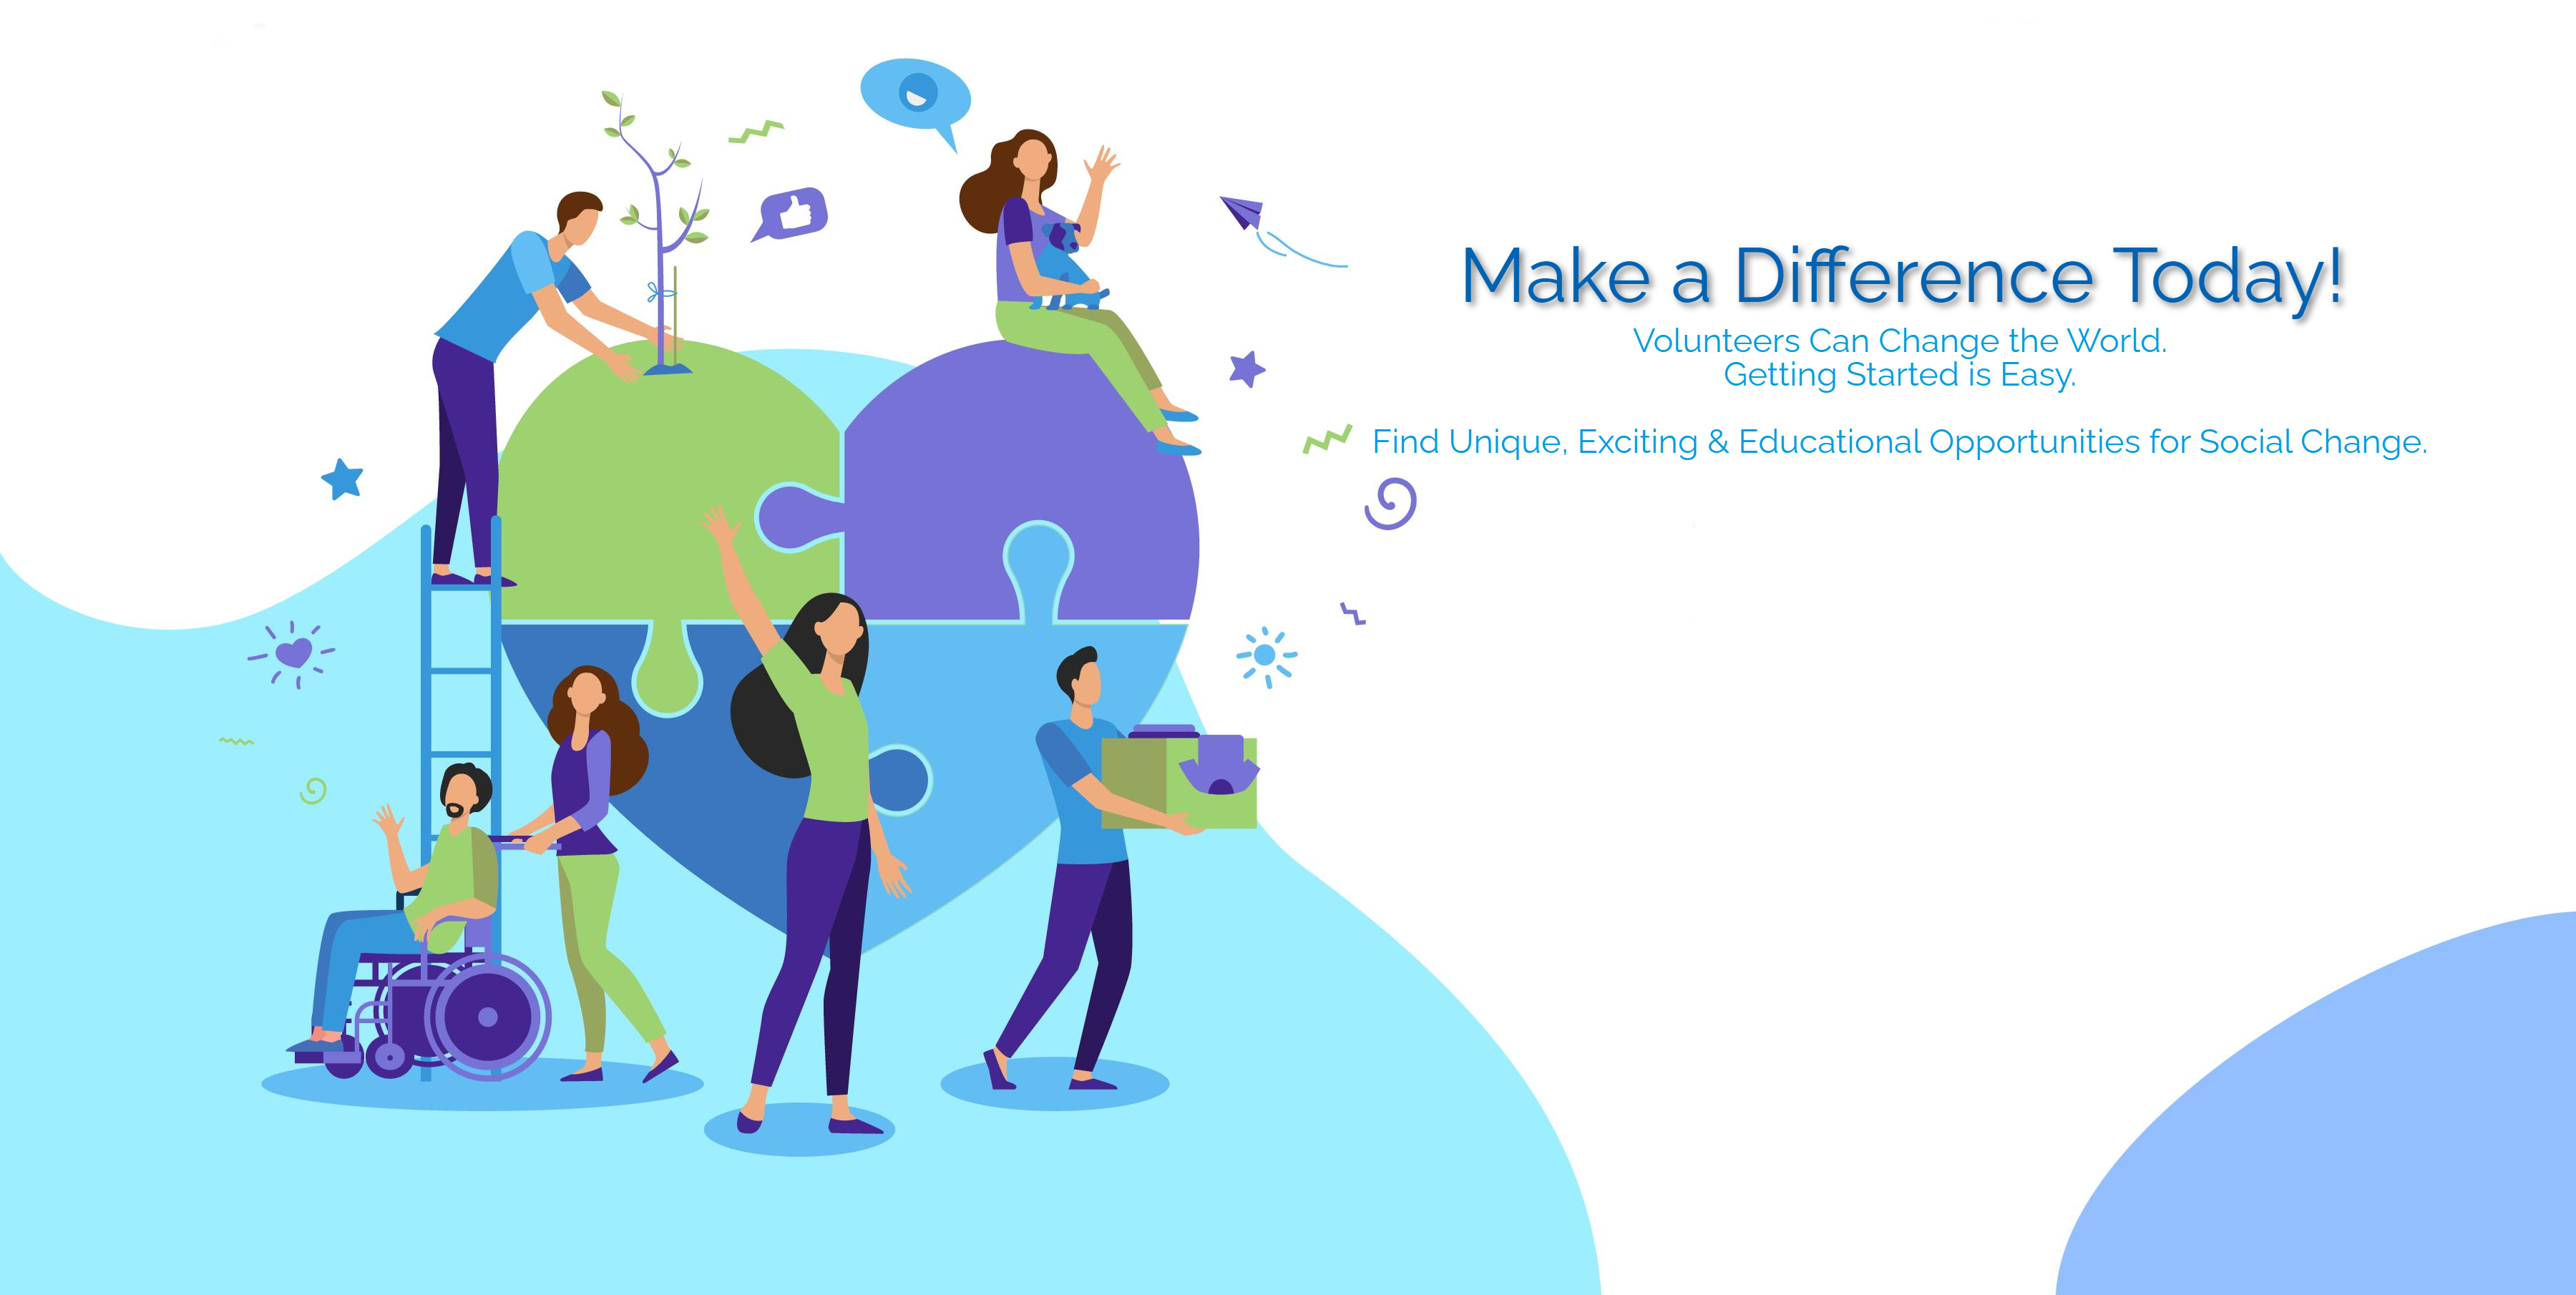 Make a Difference Today!
Volunteers Can Change the World.
Getting Started is Easy.
Find Unique, Exciting & Educational Opportunities for Social Change.